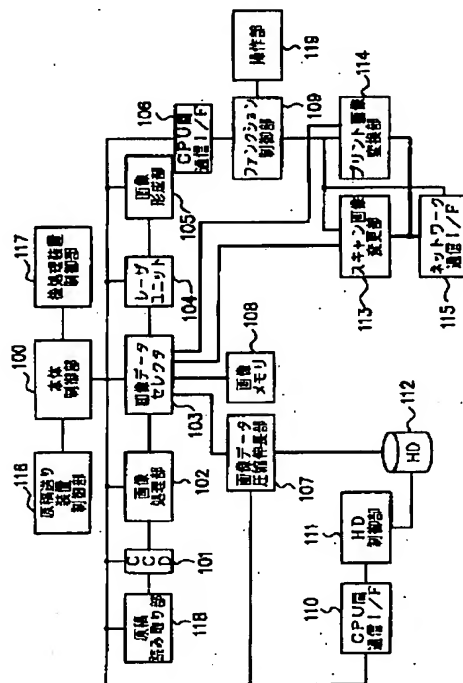 117
後処理装置
制御部
100
本体
制御部
116
原稿送り
装置
制御部
106
CPU間
通信I/F
105
画像
形成部
104
レーザ
ユニット
103
画像データ
セレクタ
102
画像
処理部
101
CCD
118
原稿
読み取り部
119
操作部
109
ファンクション
制御部
114
プリント画像
変換部
113
スキャン画像
変更部
115
ネットワーク
通信I/F
108
画像
メモリ
107
画像データ
圧縮伸長部
112
HD
111
HD
制御部
110
CPU間
通信I/F